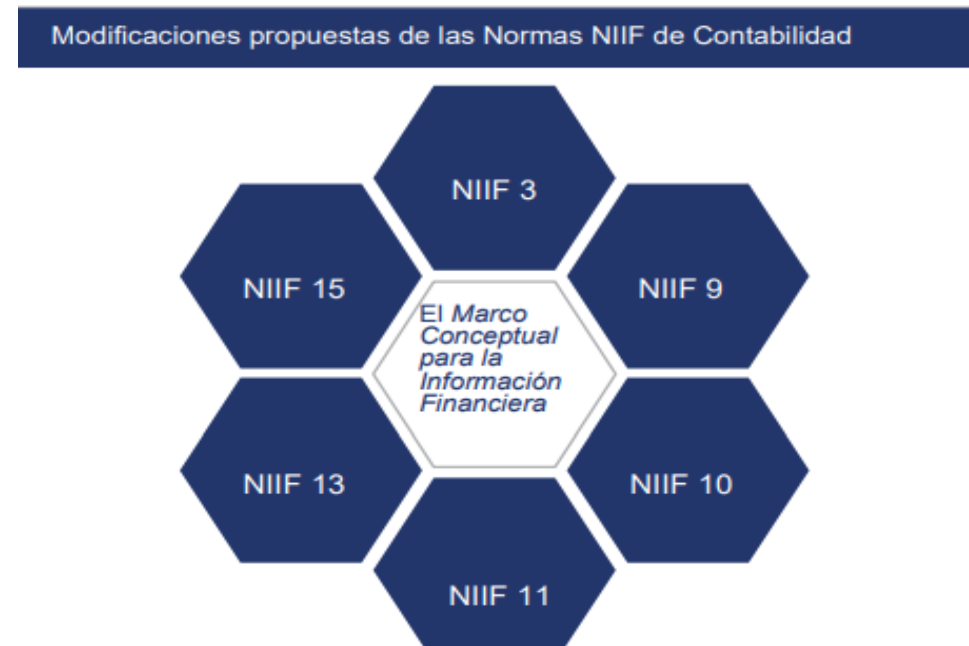 Modificaciones propuestas de las Normas NIIF de Contabilidad
NIIF 3
NIIF 15
NIIF 9
El Marco
Conceptual
para la
Información
Financiera
NIIF 13
NIIF 10
NIIF 11